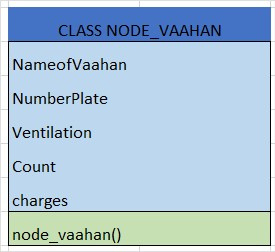 CLASS NODE_VAAHAN
NameofVaahan
NumberPlate
Ventilation
Count
charges
node_vaahan()